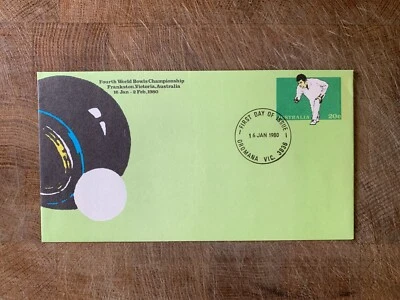 Fourth World Bowls Championship
Frankston, Victoria, Australia
16 Jan - 2 Feb, 1980
AUSTRALIA 20c
FIRST DAY OF ISSUE
16 JAN 1980
DROMANA VIC. 3936